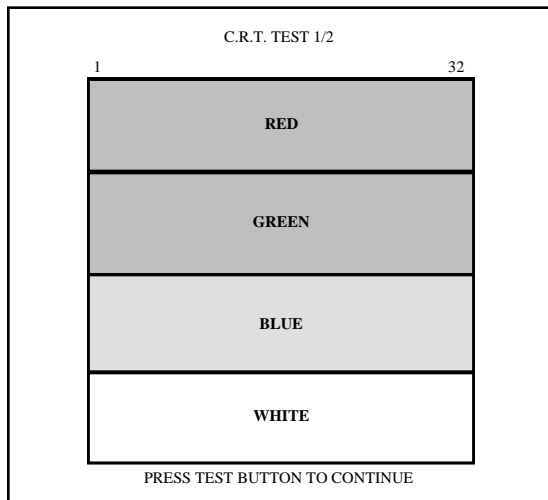 C.R.T. TEST 1/2
1 32
RED
GREEN
BLUE
WHITE
PRESS TEST BUTTON TO CONTINUE